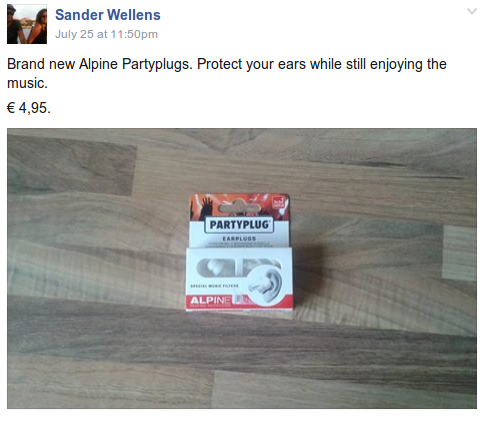 Sander Wellens
July 25 at 11:50pm
Brand new Alpine Partyplugs. Protect your ears while still enjoying the
music.
€ 4,95.
PARTYPLUG
EARPLUGS
SPECIAL MUSIC FILTERS
ALPINE